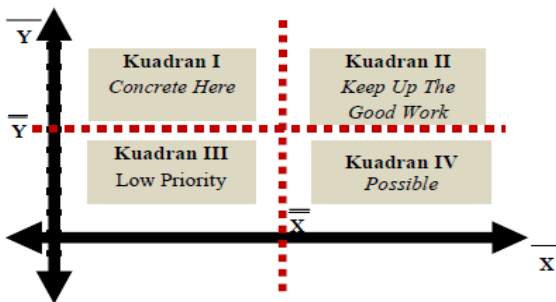 Y̅
Kuadran I
Concrete Here
Kuadran II
Keep Up The
Good Work
Y̿
Kuadran III
Low Priority
Kuadran IV
Possible
X̿
X̅